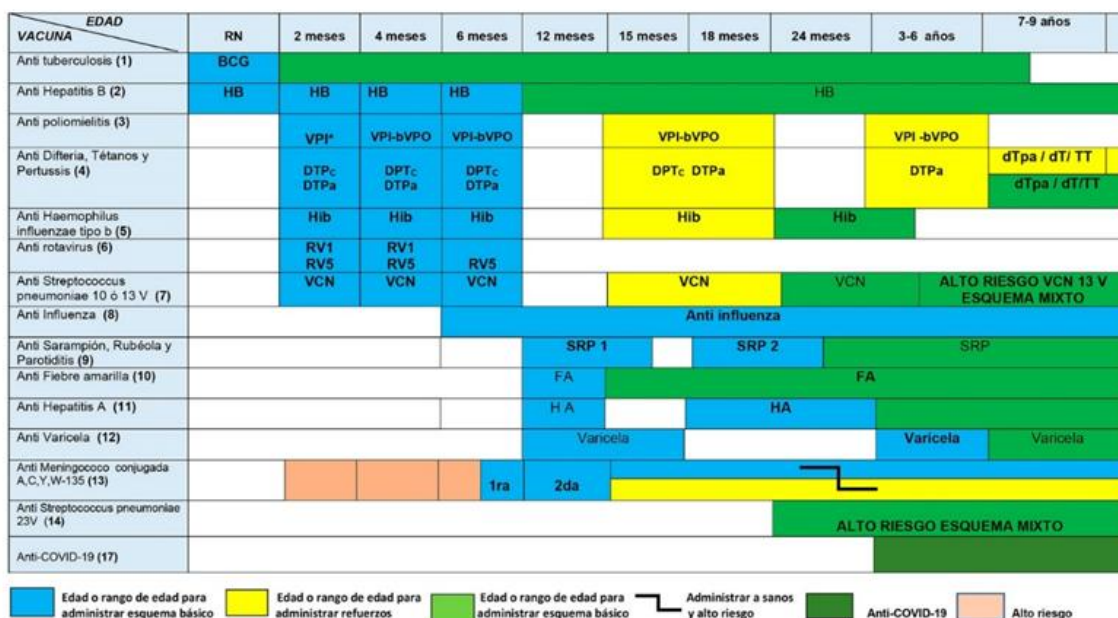 EDAD
VACUNA
RN
2 meses
4 meses
6 meses
12 meses
15 meses
18 meses
24 meses
3-6 años
7-9 años
Anti tuberculosis (1)
BCG
Anti Hepatitis B (2)
HB
HB
HB
HB
HB
Anti poliomielitis (3)
VPI*
VPI-bVPO
VPI-bVPO
VPI-bVPO
VPI -bVPO
Anti Difteria, Tétanos y
Pertussis (4)
DTPc
DTPa
DPTc
DTPa
DPTc
DTPa
DPTc DTPa
DTPa
dTpa / dT/ TT
dTpa / dT/TT
Anti Haemophilus
influenzae tipo b (5)
Hib
Hib
Hib
Hib
Hib
Anti rotavirus (6)
RV1
RV5
RV1
RV5
RV5
Anti Streptococcus
pneumoniae 10 ó 13 V (7)
VCN
VCN
VCN
VCN
VCN
ALTO RIESGO VCN 13 V
ESQUEMA MIXTO
Anti Influenza (8)
Anti influenza
Anti Sarampión, Rubéola y
Parotiditis (9)
SRP 1
SRP 2
SRP
Anti Fiebre amarilla (10)
FA
FA
Anti Hepatitis A (11)
H A
HA
Anti Varicela (12)
Varicela
Varicela
Varicela
Anti Meningococo conjugada
A,C,Y,W-135 (13)
1ra
2da
Anti Streptococcus pneumoniae
23V (14)
ALTO RIESGO ESQUEMA MIXTO
Anti-COVID-19 (17)
Edad o rango de edad para
administrar esquema básico
Edad o rango de edad para
administrar refuerzos
Edad o rango de edad para
administrar esquema básico
Administrar a sanos
y alto riesgo
Anti-COVID-19
Alto riesgo